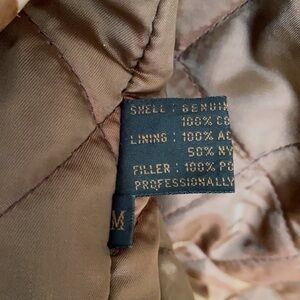 SHELL : GENUIN
100% CO
LINING : 100% AC
50% NY
FILLER : 100% PO
PROFESSIONALLY
M